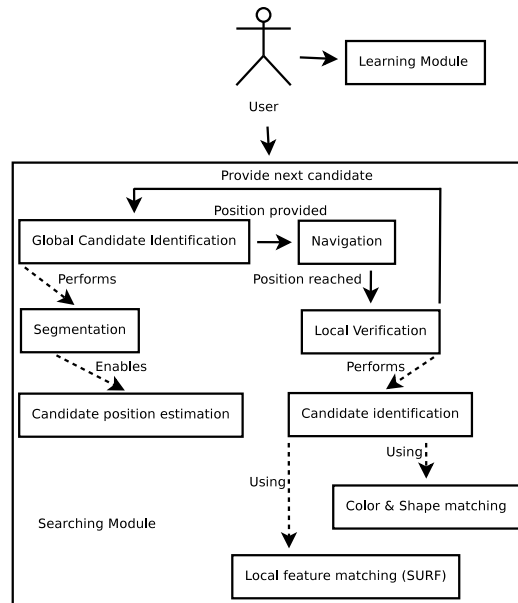 Learning Module
User
Provide next candidate
Position provided
Global Candidate Identification
Navigation
Performs
Position reached
Segmentation
Local Verification
Enables
Performs
Candidate position estimation
Candidate identification
Using
Using
Color & Shape matching
Searching Module
Local feature matching (SURF)